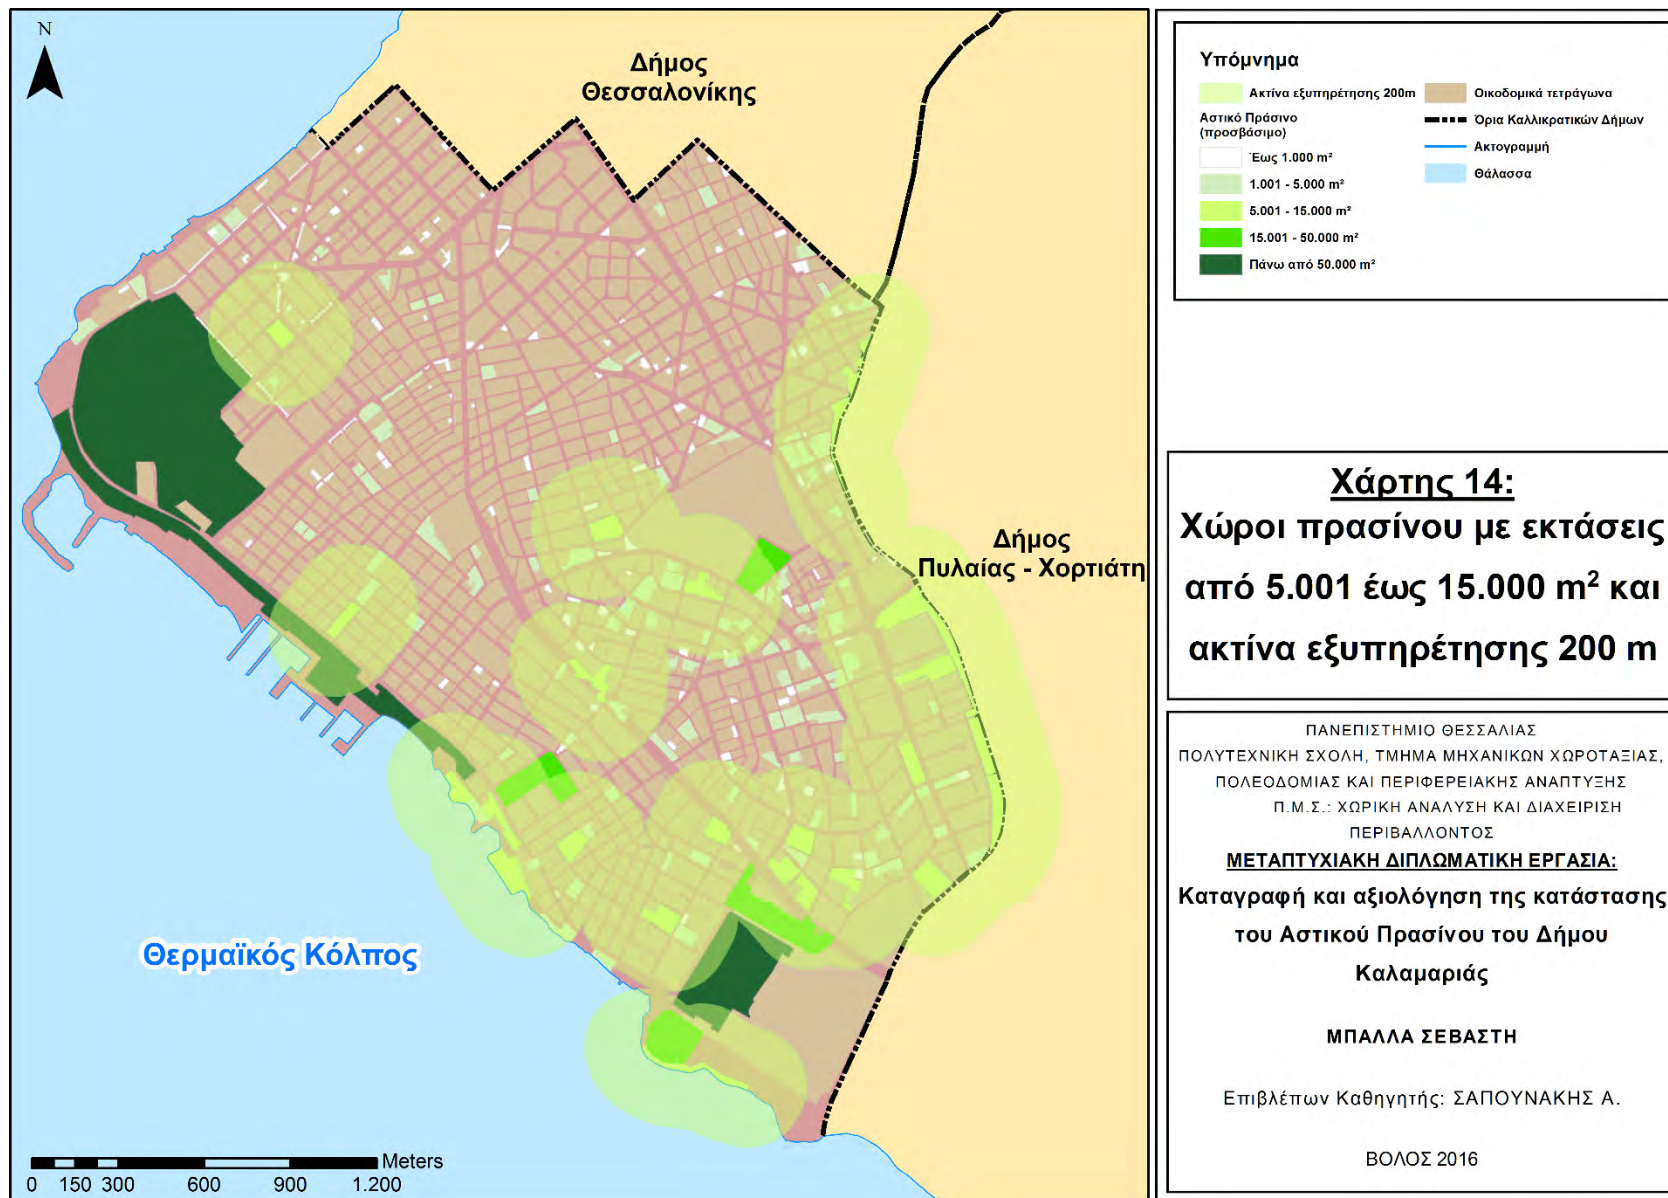 N
Δήμος
Θεσσαλονίκης
Δήμος
Πυλαίας - Χορτιάτη
Θερμαϊκός Κόλπος
Meters
0 150 300 600 900 1.200
Υπόμνημα
Ακτίνα εξυπηρέτησης 200m
Αστικό Πράσινο
(προσβάσιμο)
Έως 1.000 m²
1.001 - 5.000 m²
5.001 - 15.000 m²
15.001 - 50.000 m²
Πάνω από 50.000 m²
Οικοδομικά τετράγωνα
Όρια Καλλικρατικών Δήμων
Ακτογραμμή
Θάλασσα
Χάρτης 14:
Χώροι πρασίνου με εκτάσεις
από 5.001 έως 15.000 m² και
ακτίνα εξυπηρέτησης 200 m
ΠΑΝΕΠΙΣΤΗΜΙΟ ΘΕΣΣΑΛΙΑΣ
ΠΟΛΥΤΕΧΝΙΚΗ ΣΧΟΛΗ, ΤΜΗΜΑ ΜΗΧΑΝΙΚΩΝ ΧΩΡΟΤΑΞΙΑΣ,
ΠΟΛΕΟΔΟΜΙΑΣ ΚΑΙ ΠΕΡΙΦΕΡΕΙΑΚΗΣ ΑΝΑΠΤΥΞΗΣ
Π.Μ.Σ.: ΧΩΡΙΚΗ ΑΝΑΛΥΣΗ ΚΑΙ ΔΙΑΧΕΙΡΙΣΗ
ΠΕΡΙΒΑΛΛΟΝΤΟΣ
ΜΕΤΑΠΤΥΧΙΑΚΗ ΔΙΠΛΩΜΑΤΙΚΗ ΕΡΓΑΣΙΑ:
Καταγραφή και αξιολόγηση της κατάστασης
του Αστικού Πρασίνου του Δήμου
Καλαμαριάς
ΜΠΑΛΛΑ ΣΕΒΑΣΤΗ
Επιβλέπων Καθηγητής: ΣΑΠΟΥΝΑΚΗΣ Α.
ΒΟΛΟΣ 2016